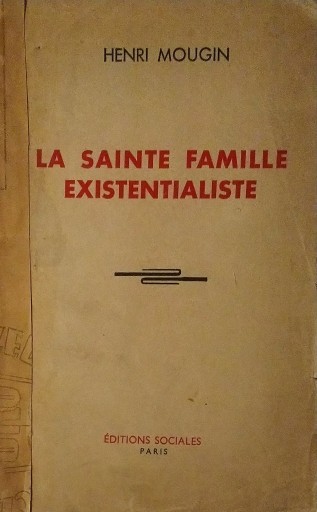 HENRI MOUGIN
LA SAINTE FAMILLE
EXISTENTIALISTE
ÉDITIONS SOCIALES
PARIS